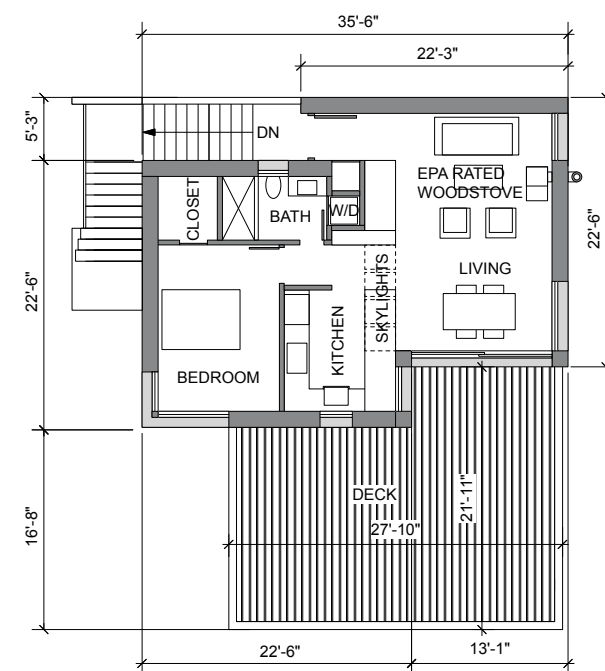 35'-6"
22'-3"
5'-3"
DN
EPA RATED
WOODSTOVE
CLOSET
BATH
W/D
22'-6"
22'-6"
LIVING
SKYLIGHTS
KITCHEN
BEDROOM
DECK
21'-11"
16'-8"
27'-10"
22'-6"
13'-1"